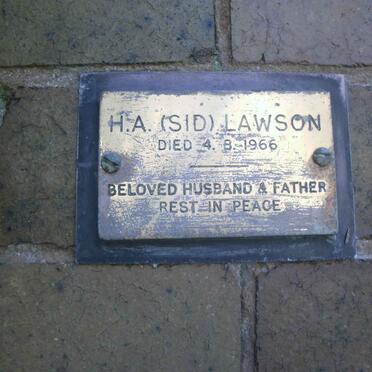 H.A. (SID) LAWSON
DIED 4. 8. 1966
BELOVED HUSBAND & FATHER
REST IN PEACE